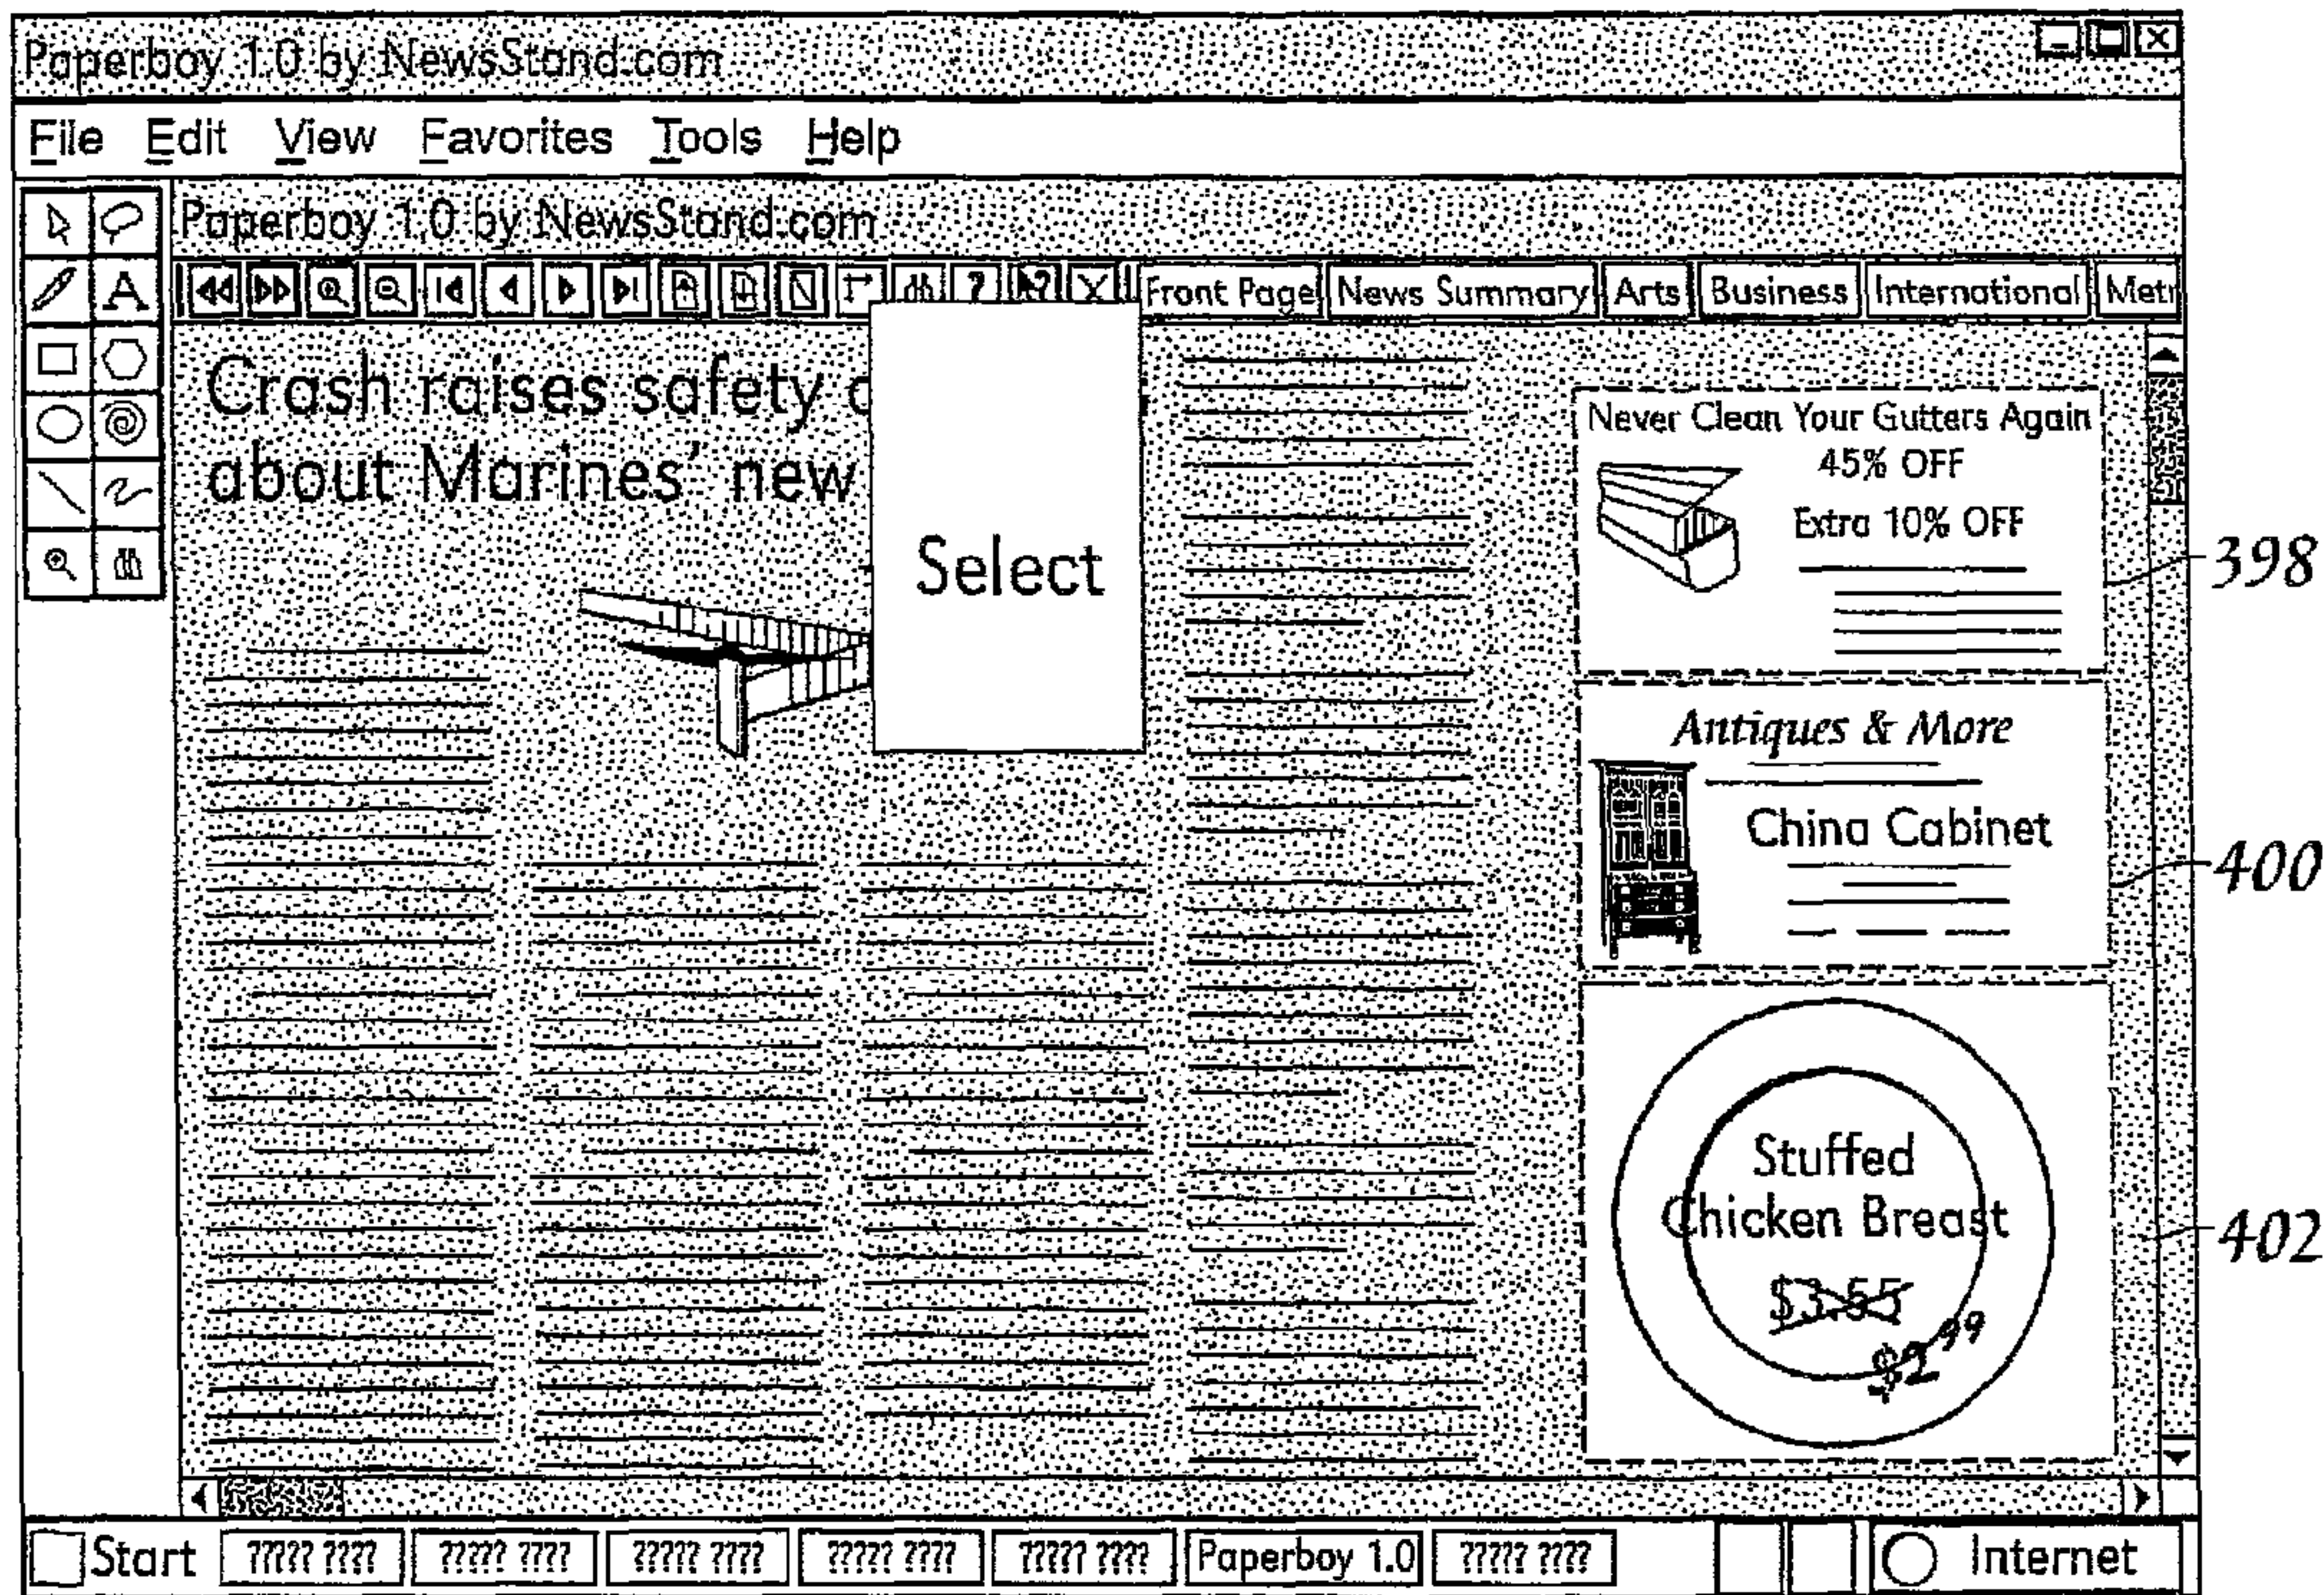 Paperboy 1.0 by NewsStand.com
File Edit View Favorites Tools Help
Paperboy 1.0 by NewsStand.com
A ? ? Front Page News Summary Arts Business International Metr
Crash raises safety
about Marines' new
Select
Never Clean Your Gutters Again
45% OFF
Extra 10% OFF
398
Antiques & More
China Cabinet
400
Stuffed
Chicken Breast
$3.55
$2.99
402
Start ????? ???? ????? ???? ????? ???? ????? ???? ????? ???? Paperboy 1.0 ????? ???? Internet